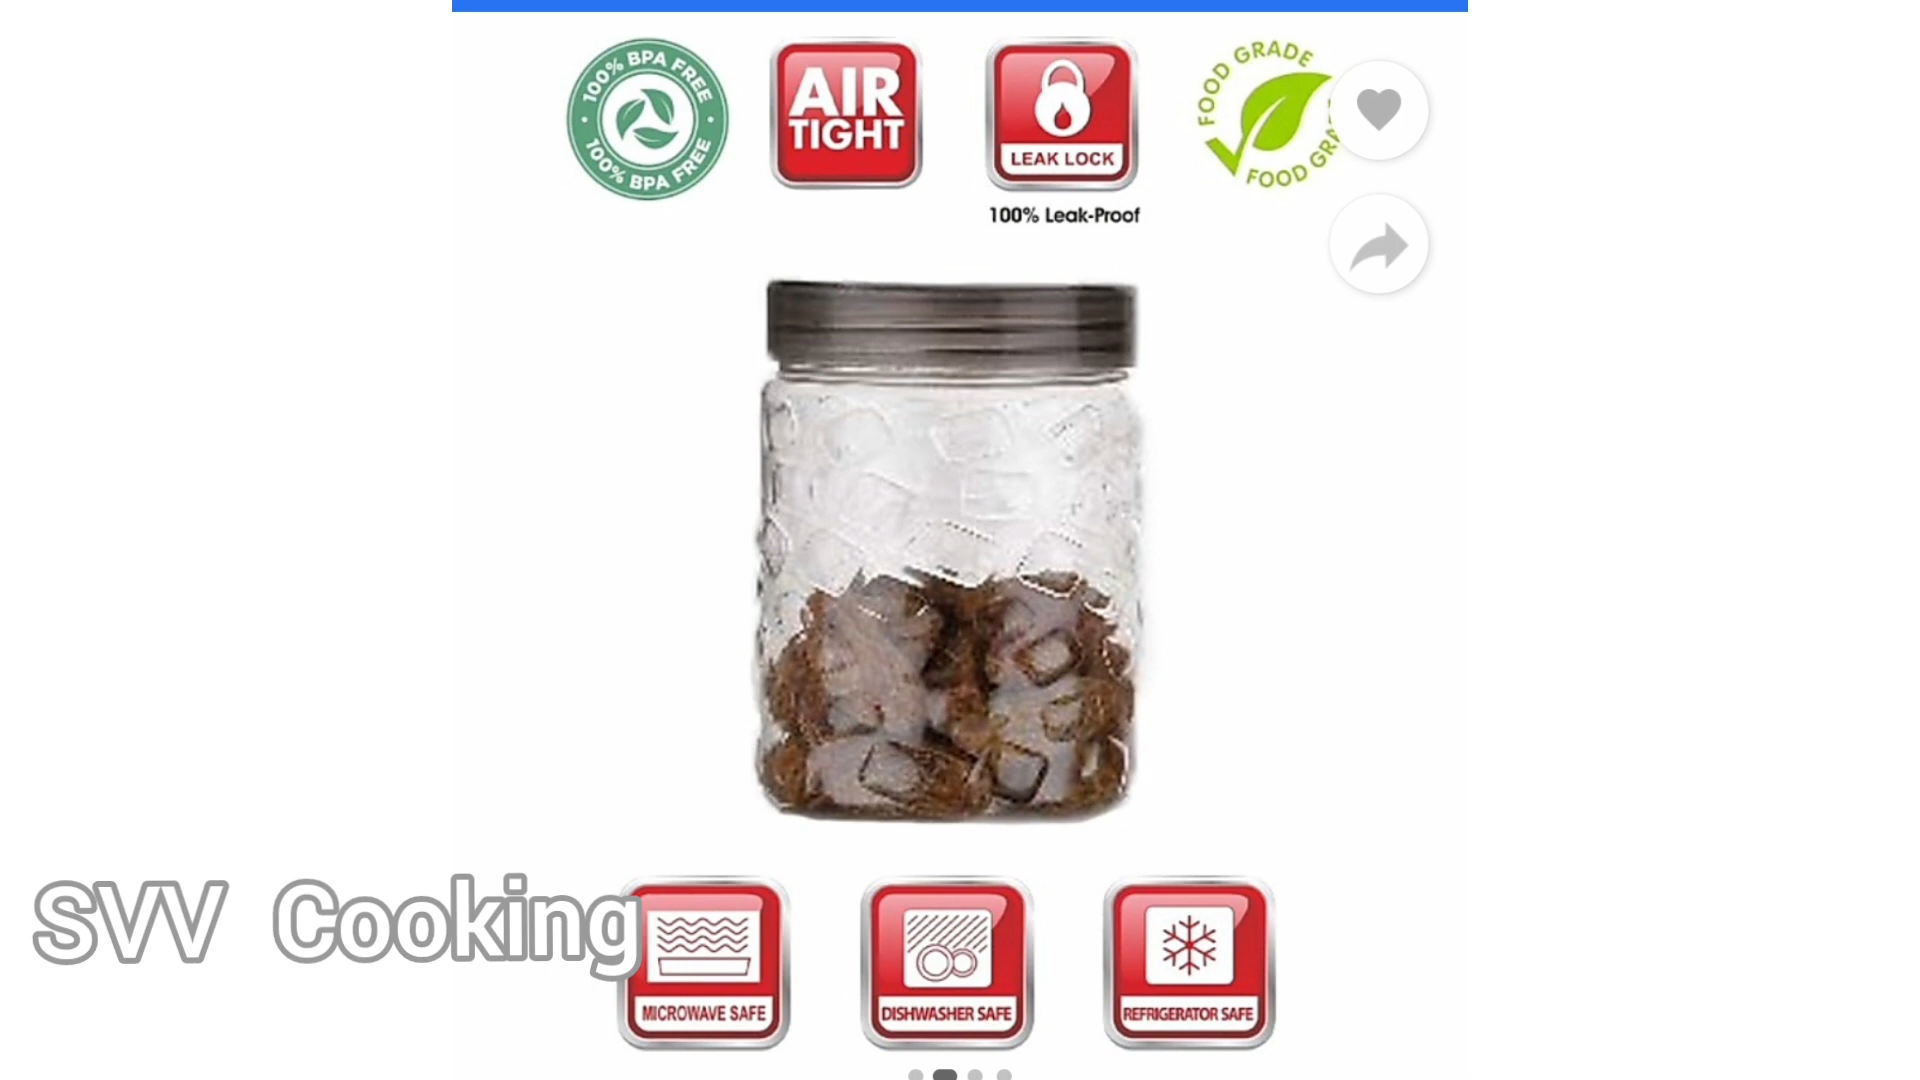 100% BPA FREE
100% BPA FREE
AIR
TIGHT
LEAK LOCK
100% Leak-Proof
FOOD GRADE
FOOD GRA
SVV Cooking
MICROWAVE SAFE
DISHWASHER SAFE
REFRIGERATOR SAFE